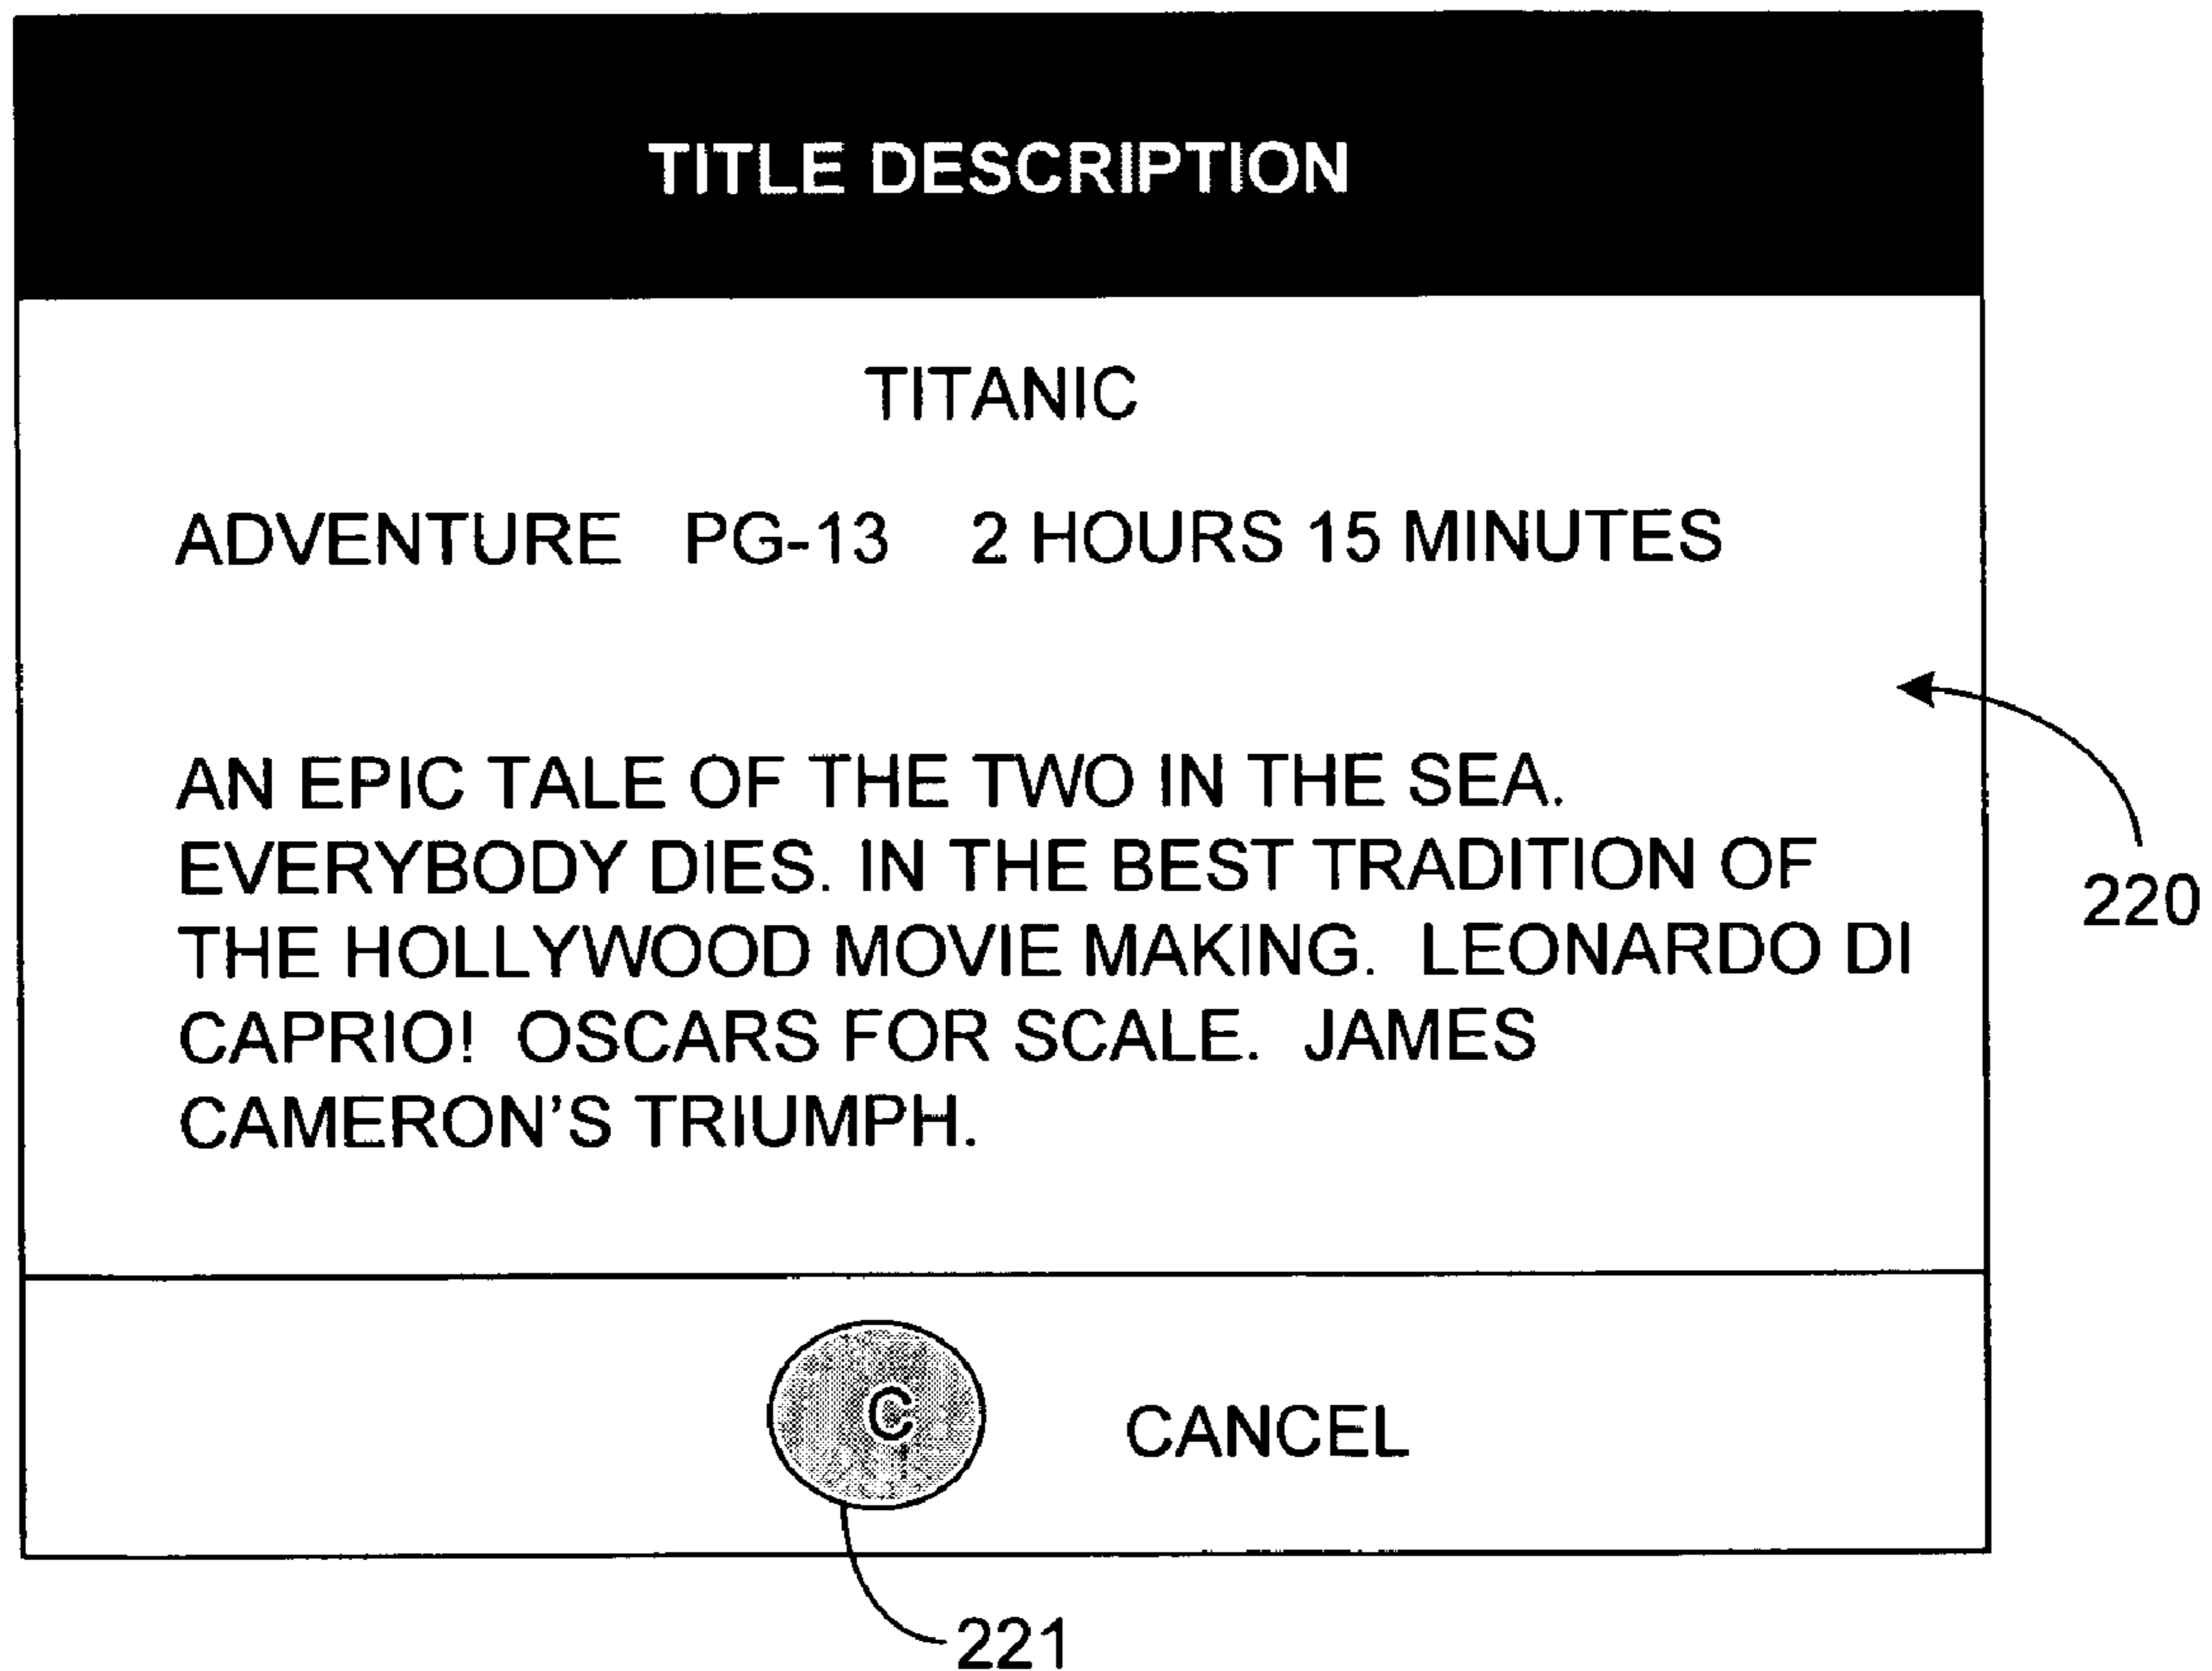 TITLE DESCRIPTION
TITANIC
ADVENTURE PG-13 2 HOURS 15 MINUTES
AN EPIC TALE OF THE TWO IN THE SEA.
EVERYBODY DIES. IN THE BEST TRADITION OF
THE HOLLYWOOD MOVIE MAKING. LEONARDO DI
CAPRIO! OSCARS FOR SCALE. JAMES
CAMERON'S TRIUMPH.
220
C CANCEL
221